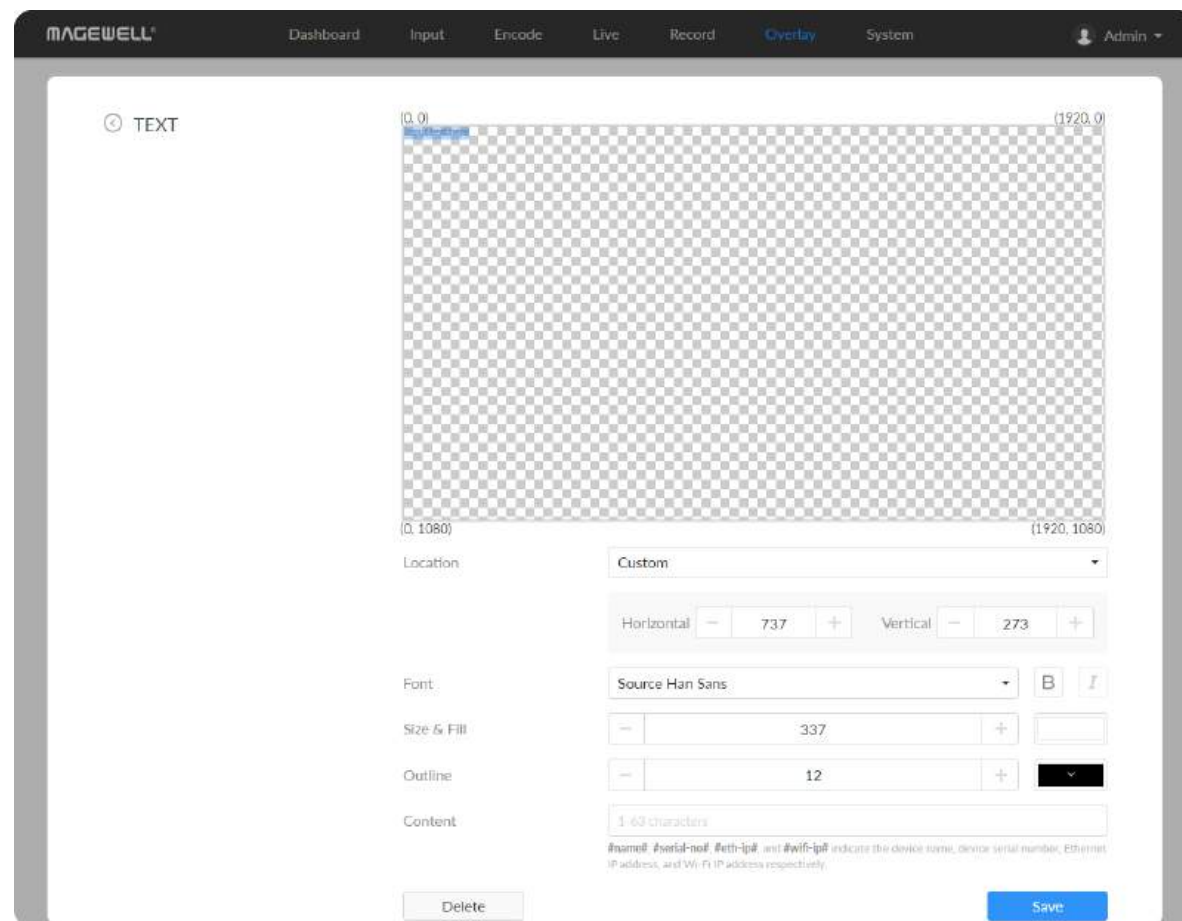 MAGEWELL
Dashboard Input Encode Live Record Overlay System Admin
TEXT
(0, 0) (1920, 0)
(0, 1080) (1920, 1080)
Location Custom
Horizontal − 737 + Vertical − 273 +
Font Source Han Sans B I
Size & Fill − 337 +
Outline − 12 +
Content 1-63 characters
#name#, #serial-no#, #eth-ip#, and #wifi-ip# indicate the device name, device serial number, Ethernet
IP address, and Wi-Fi IP address respectively.
Delete Save